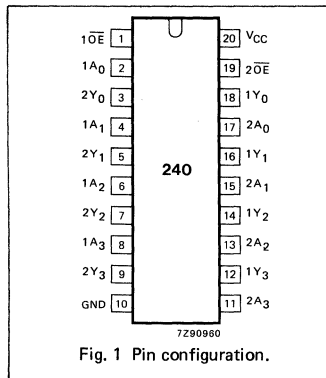 1OE 1 20 VCC
1A0 2 19 2OE
2Y0 3 18 1Y0
1A1 4 17 2A0
2Y1 5 16 1Y1
1A2 6 240 15 2A1
2Y2 7 14 1Y2
1A3 8 13 2A2
2Y3 9 12 1Y3
GND 10 11 2A3
7Z90960
Fig. 1 Pin configuration.